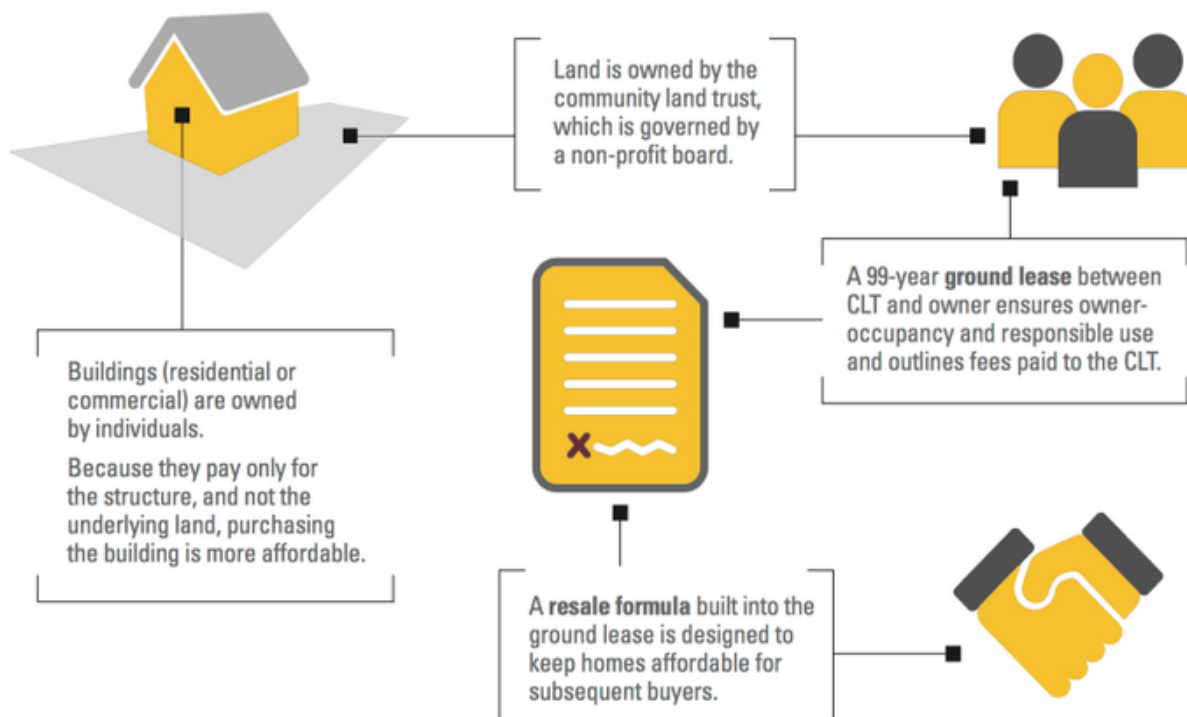 Land is owned by the
community land trust,
which is governed by
a non-profit board.
A 99-year ground lease between
CLT and owner ensures owner-
occupancy and responsible use
and outlines fees paid to the CLT.
Buildings (residential or
commercial) are owned
by individuals.
Because they pay only for
the structure, and not the
underlying land, purchasing
the building is more affordable.
A resale formula built into the
ground lease is designed to
keep homes affordable for
subsequent buyers.